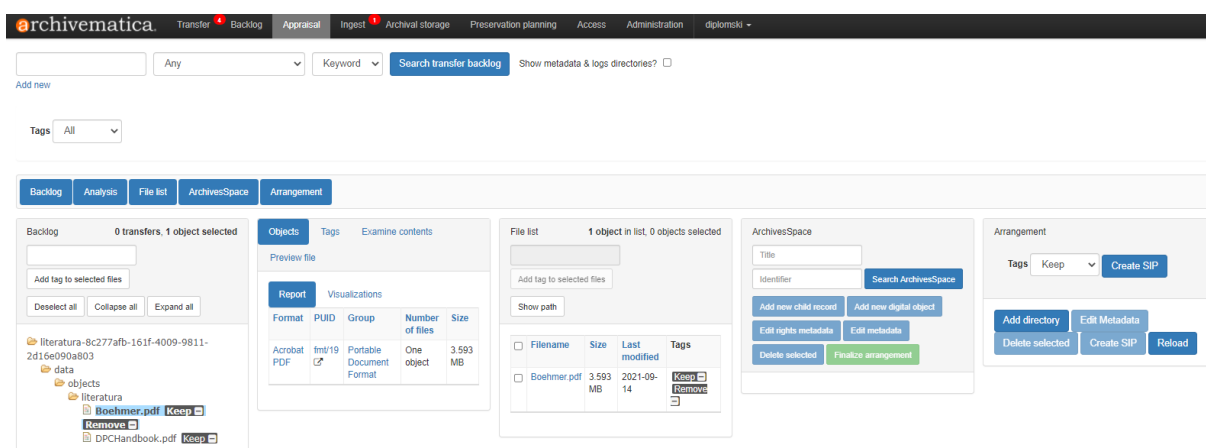 archivematica.
Transfer 4 Backlog Appraisal Ingest 1 Archival storage Preservation planning Access Administration diplomski
Any Keyword Search transfer backlog Show metadata & logs directories?
Add new
Tags All
Backlog Analysis File list ArchivesSpace Arrangement
Backlog 0 transfers, 1 object selected
Add tag to selected files
Deselect all Collapse all Expand all
literatura-8c277afb-161f-4009-9811-
2d16e090a803
data
objects
literatura
Boehmer.pdf Keep
Remove
DPCHandbook.pdf Keep
Objects Tags Examine contents
Preview file
Report Visualizations
Format PUID Group Number Size
of files
Acrobat fmt/19 Portable One 3.593
PDF Document object MB
Format
File list 1 object in list, 0 objects selected
Add tag to selected files
Show path
Filename Size Last Tags
modified
Boehmer.pdf 3.593 2021-09- Keep
MB 14 Remove
ArchivesSpace
Title
Identifier Search ArchivesSpace
Add new child record Add new digital object
Edit rights metadata Edit metadata
Delete selected Finalize arrangement
Arrangement
Tags Keep Create SIP
Add directory Edit Metadata
Delete selected Create SIP Reload